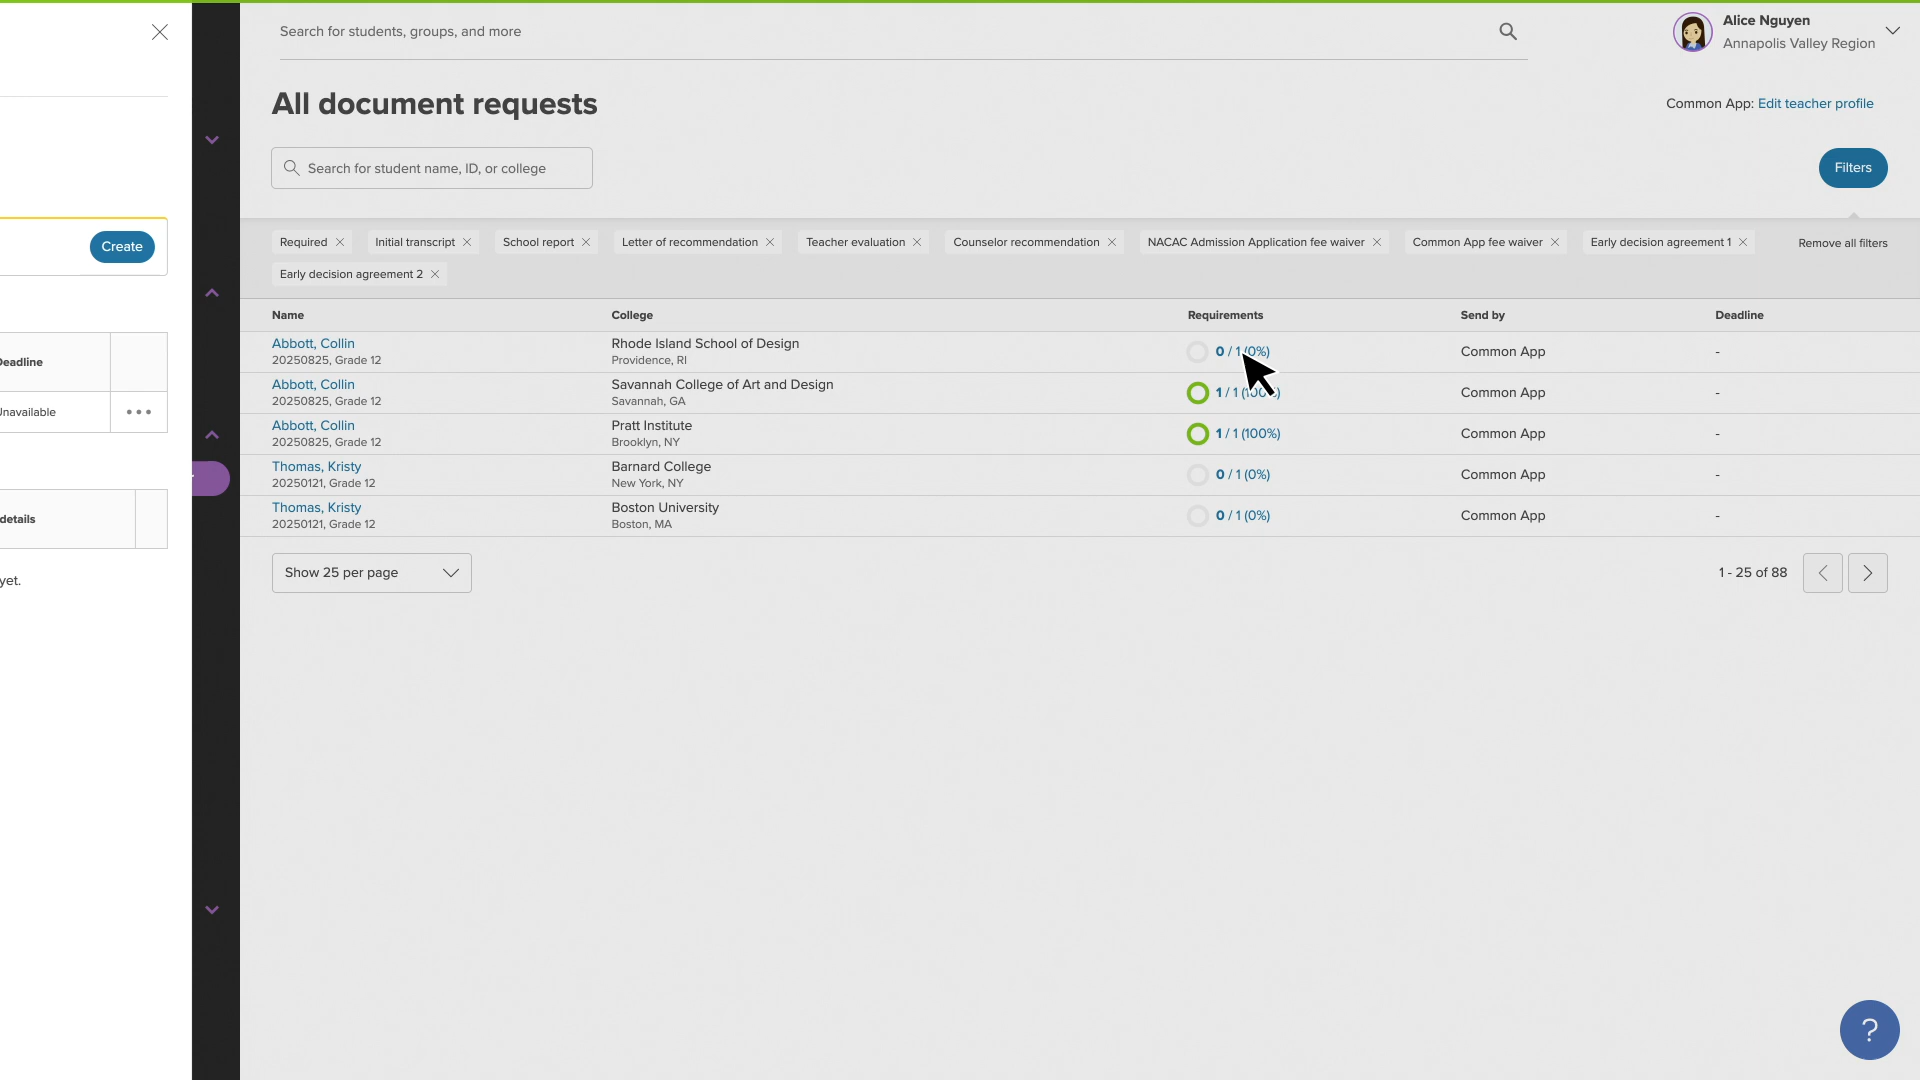 Search for students, groups, and more
Alice Nguyen
Annapolis Valley Region
All document requests
Common App: Edit teacher profile
Search for student name, ID, or college
Filters
Create
Required
Initial transcript
School report
Letter of recommendation
Teacher evaluation
Counselor recommendation
NACAC Admission Application fee waiver
Common App fee waiver
Early decision agreement 1
Remove all filters
Early decision agreement 2
Name College Requirements Send by Deadline
Abbott, Collin Rhode Island School of Design 0 / 1 (0%) Common App -
20250825, Grade 12 Providence, RI
Abbott, Collin Savannah College of Art and Design 1 / 1 (100%) Common App -
20250825, Grade 12 Savannah, GA
Abbott, Collin Pratt Institute 1 / 1 (100%) Common App -
20250825, Grade 12 Brooklyn, NY
Thomas, Kristy Barnard College 0 / 1 (0%) Common App -
20250121, Grade 12 New York, NY
Thomas, Kristy Boston University 0 / 1 (0%) Common App -
20250121, Grade 12 Boston, MA
Show 25 per page
1 - 25 of 88
Deadline
Unavailable
details
yet.
?